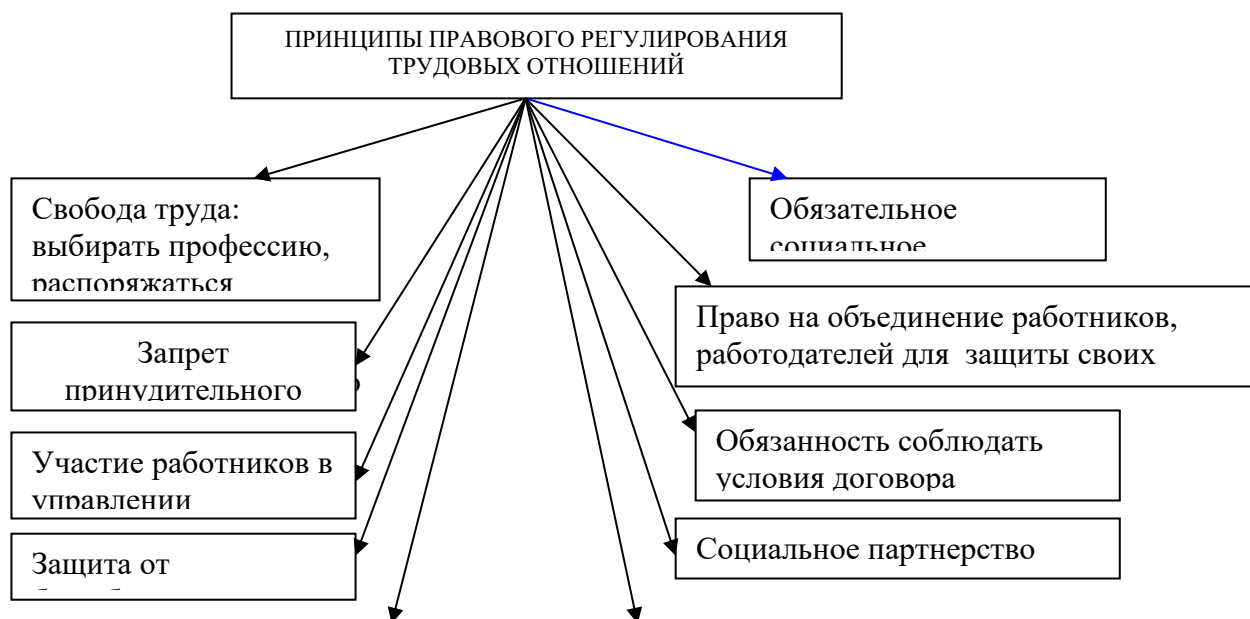 ПРИНЦИПЫ ПРАВОВОГО РЕГУЛИРОВАНИЯ
ТРУДОВЫХ ОТНОШЕНИЙ
Свобода труда:
выбирать профессию,
распоряжаться
Обязательное
социальное
Право на объединение работников,
работодателей для защиты своих
Запрет
принудительного
Участие работников в
управлении
Обязанность соблюдать
условия договора
Защита от
Социальное партнерство